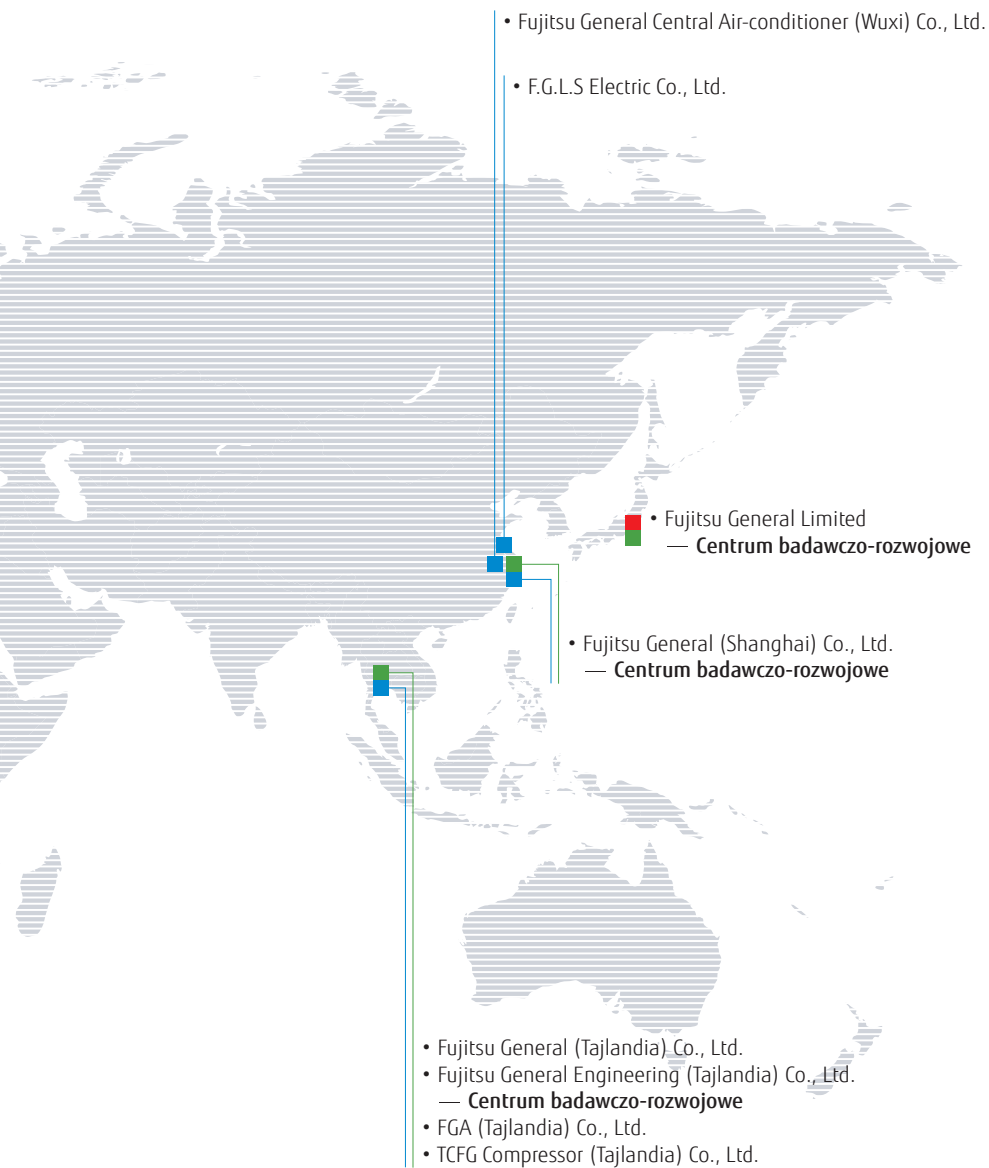 • Fujitsu General Central Air-conditioner (Wuxi) Co., Ltd.
• F.G.L.S Electric Co., Ltd.
• Fujitsu General Limited
— Centrum badawczo-rozwojowe
• Fujitsu General (Shanghai) Co., Ltd.
— Centrum badawczo-rozwojowe
• Fujitsu General (Tajlandia) Co., Ltd.
• Fujitsu General Engineering (Tajlandia) Co., Ltd.
— Centrum badawczo-rozwojowe
• FGA (Tajlandia) Co., Ltd.
• TCFG Compressor (Tajlandia) Co., Ltd.